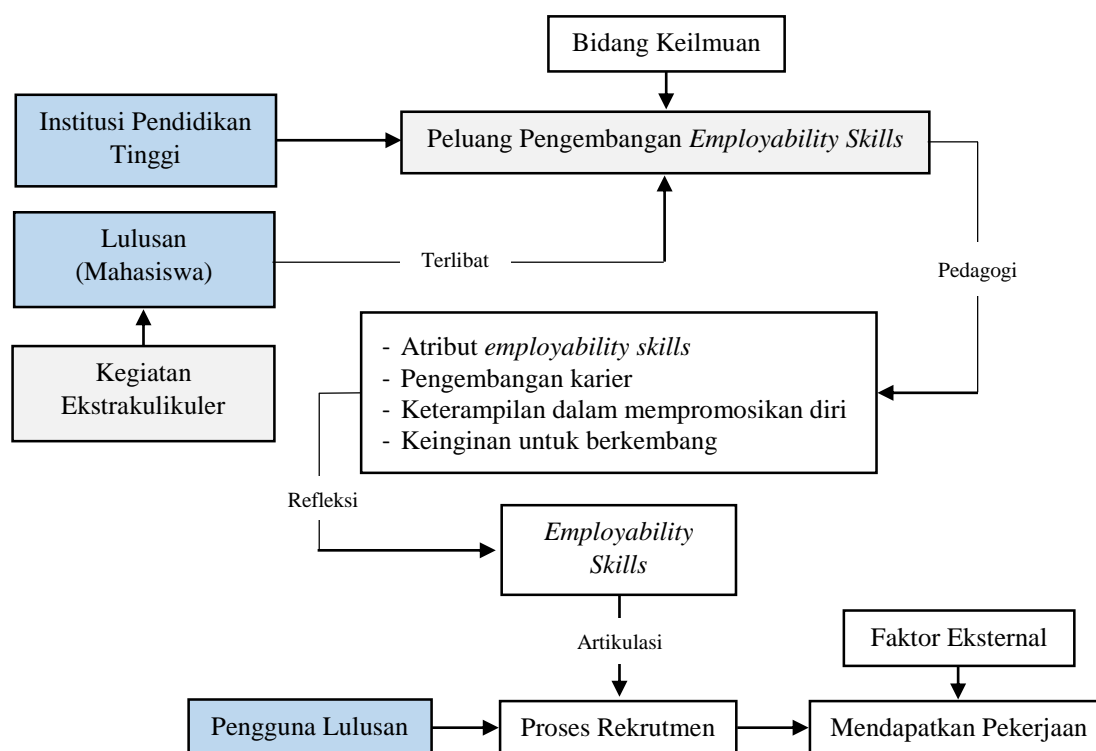 Bidang Keilmuan
Institusi Pendidikan
Tinggi
Peluang Pengembangan Employability Skills
Lulusan
(Mahasiswa)
Terlibat
Pedagogi
Kegiatan
Ekstrakulikuler
- Atribut employability skills
- Pengembangan karier
- Keterampilan dalam mempromosikan diri
- Keinginan untuk berkembang
Refleksi
Employability
Skills
Artikulasi
Faktor Eksternal
Pengguna Lulusan
Proses Rekrutmen
Mendapatkan Pekerjaan